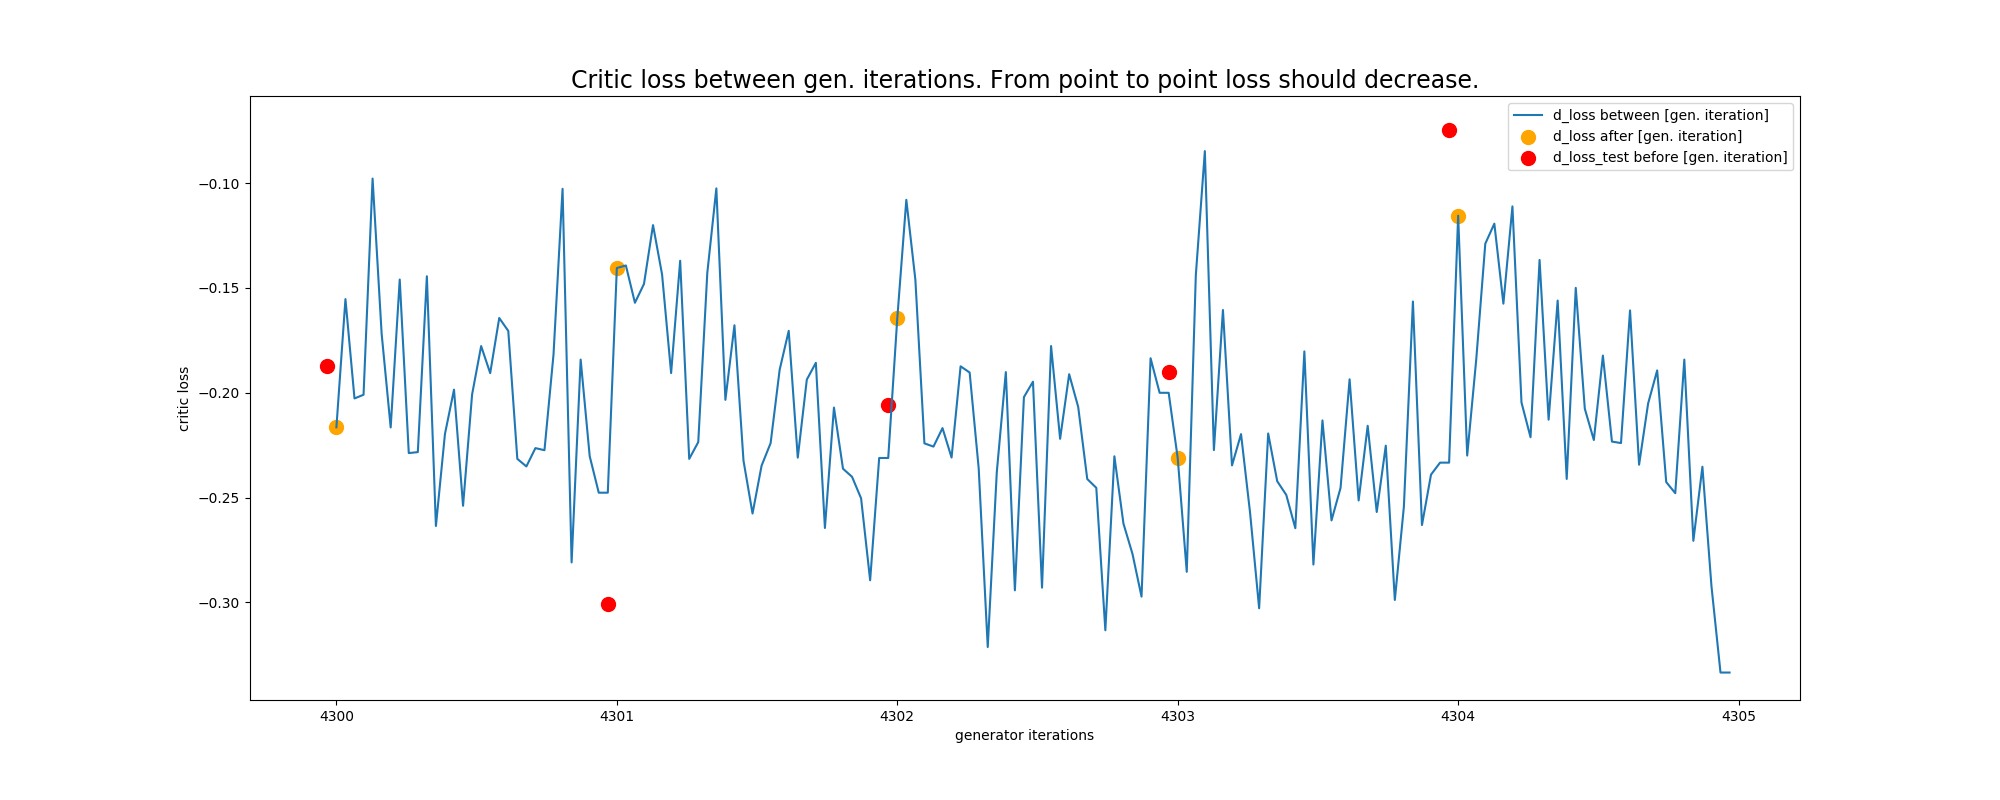 Critic loss between gen. iterations. From point to point loss should decrease.
d_loss between [gen. iteration]
d_loss after [gen. iteration]
d_loss_test before [gen. iteration]
critic loss
−0.10
−0.15
−0.20
−0.25
−0.30
4300 4301 4302 4303 4304 4305
generator iterations